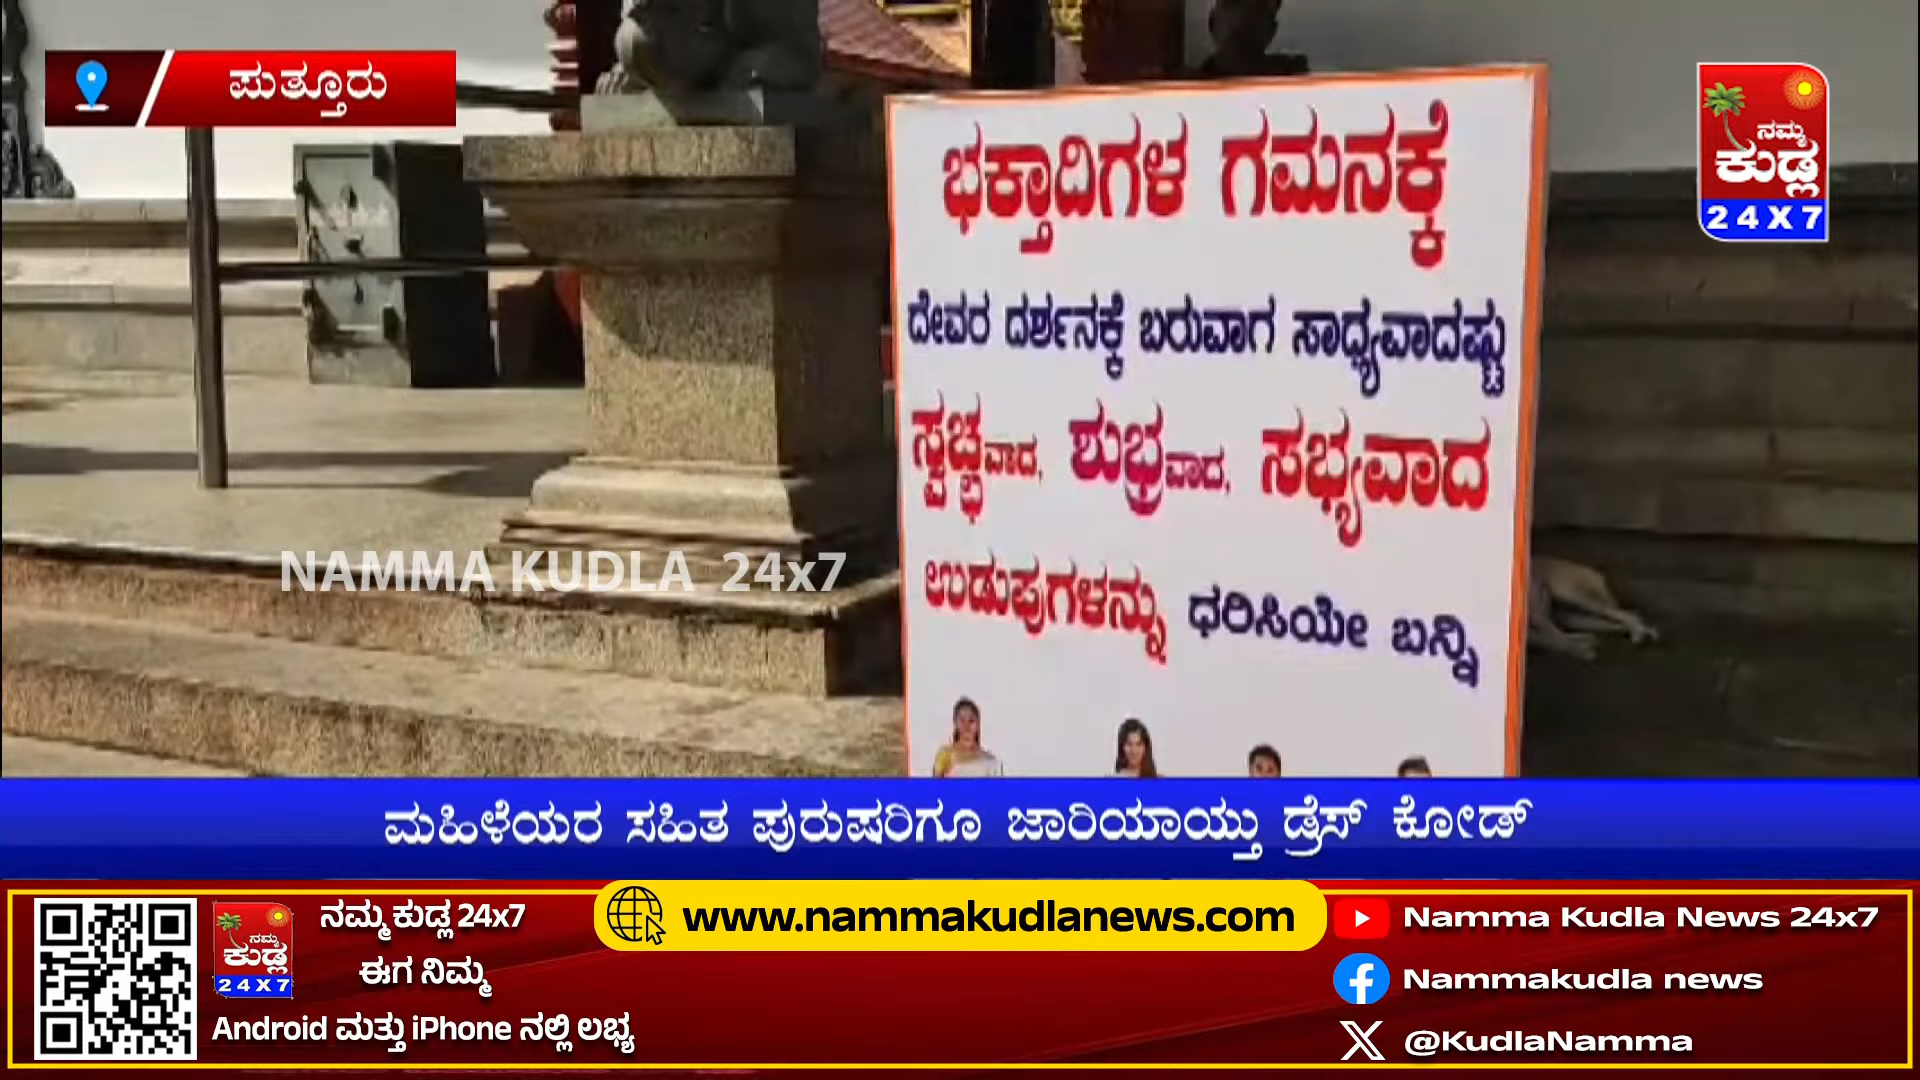 ಪುತ್ತೂರು
ನಮ್ಮ
ಕುಡ್ಲ
24X7
ಭಕ್ತಾದಿಗಳ ಗಮನಕ್ಕೆ
ದೇವರ ದರ್ಶನಕ್ಕೆ ಬರುವಾಗ ಸಾಧ್ಯವಾದಷ್ಟು
ಸ್ವಚ್ಛವಾದ, ಶುಭ್ರವಾದ, ಸಭ್ಯವಾದ
ಉಡುಪುಗಳನ್ನು ಧರಿಸಿಯೇ ಬನ್ನಿ
NAMMA KUDLA 24x7
ಮಹಿಳೆಯರ ಸಹಿತ ಪುರುಷರಿಗೂ ಜಾರಿಯಾಯ್ತು ಡ್ರೆಸ್ ಕೋಡ್
ನಮ್ಮ
ಕುಡ್ಲ
24X7
ನಮ್ಮ ಕುಡ್ಲ 24x7
ಈಗ ನಿಮ್ಮ
Android ಮತ್ತು iPhone ನಲ್ಲಿ ಲಭ್ಯ
www.nammakudlanews.com
Namma Kudla News 24x7
Nammakudla news
@KudlaNamma